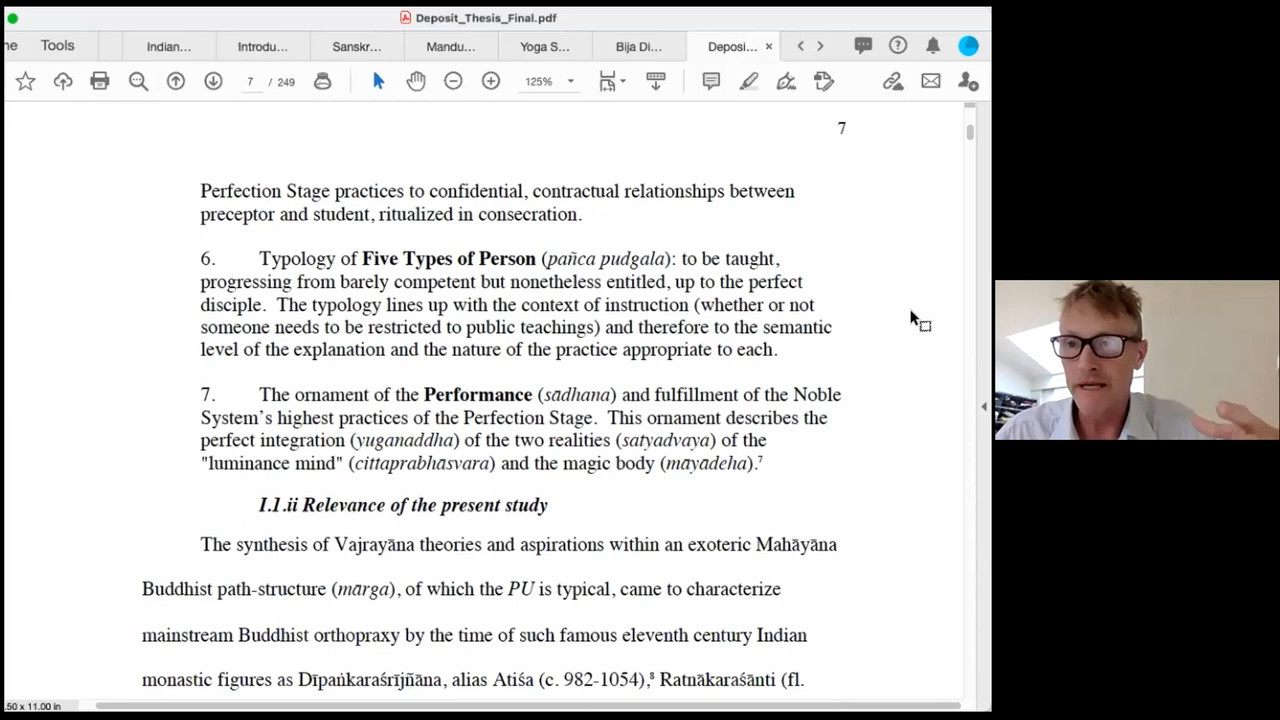 Deposit_Thesis_Final.pdf
ne Tools Indian... Introdu... Sanskr... Mandu... Yoga S... Bija Di... Deposi... ×
7 / 249 125%
7
Perfection Stage practices to confidential, contractual relationships between
preceptor and student, ritualized in consecration.
6. Typology of Five Types of Person (pañca pudgala): to be taught,
progressing from barely competent but nonetheless entitled, up to the perfect
disciple. The typology lines up with the context of instruction (whether or not
someone needs to be restricted to public teachings) and therefore to the semantic
level of the explanation and the nature of the practice appropriate to each.
7. The ornament of the Performance (sādhana) and fulfillment of the Noble
System's highest practices of the Perfection Stage. This ornament describes the
perfect integration (yuganaddha) of the two realities (satyadvaya) of the
"luminance mind" (cittaprabhāsvara) and the magic body (māyādeha).7
I.1.ii Relevance of the present study
The synthesis of Vajrayāna theories and aspirations within an exoteric Mahāyāna
Buddhist path-structure (mārga), of which the PU is typical, came to characterize
mainstream Buddhist orthopraxy by the time of such famous eleventh century Indian
monastic figures as Dīpaṅkaraśrījñāna, alias Atiśa (c. 982-1054),8 Ratnākaraśānti (fl.
.50 x 11.00 in